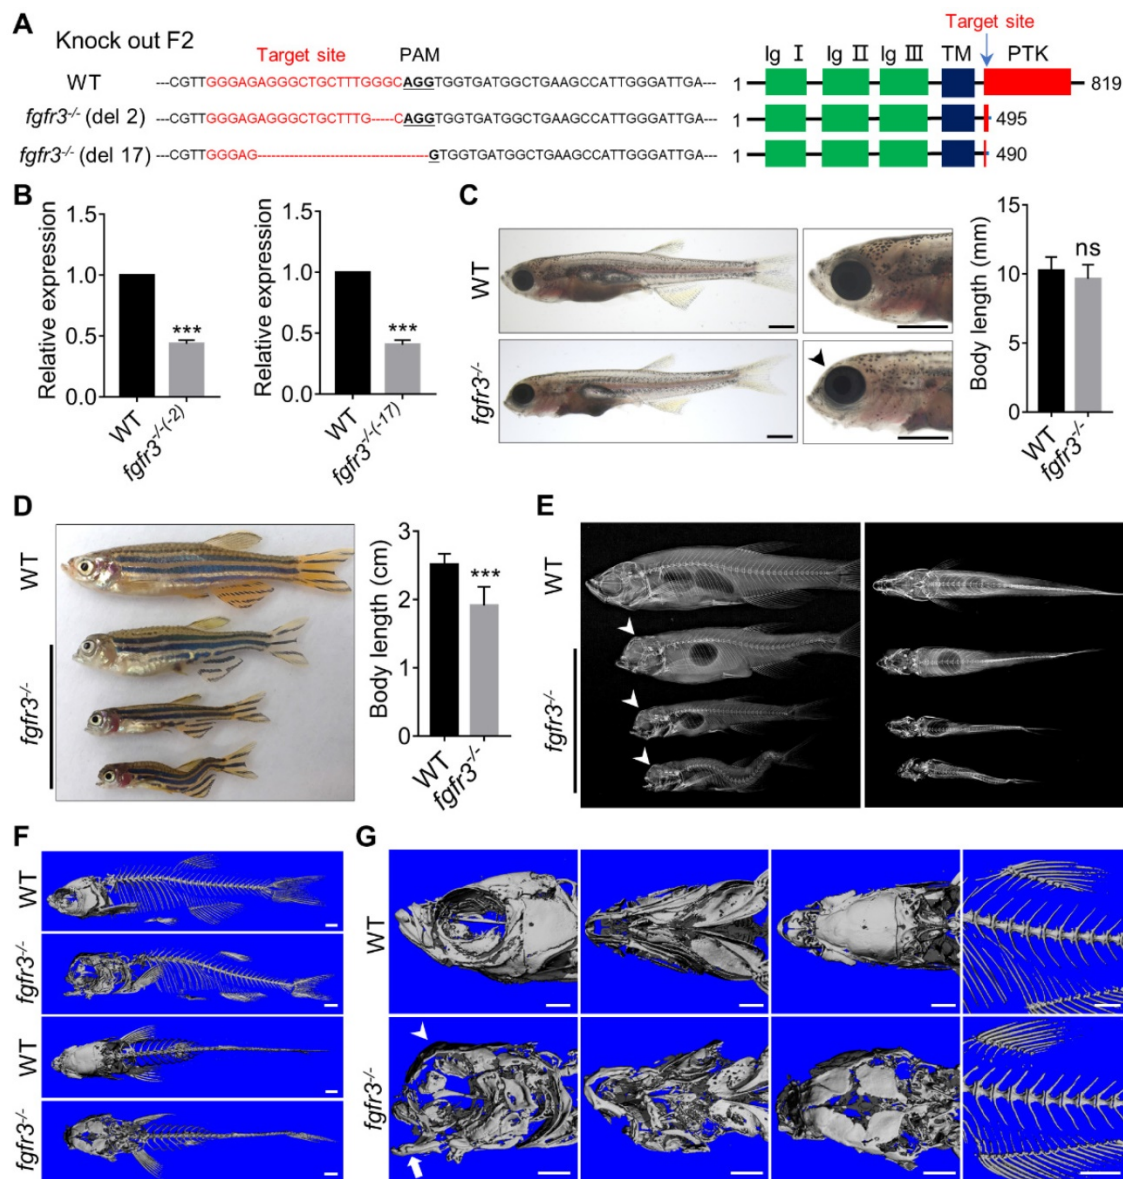 A
Knock out F2
Target site
PAM
WT
---CGTTGGGAGAGGGCTGCTTTGGGCAGGTGGTGATGGCTGAAGCCATTGGGATTGA---
fgfr3-/- (del 2)
---CGTTGGGAGAGGGCTGCTTTG-----CAGGTGGTGATGGCTGAAGCCATTGGGATTGA---
fgfr3-/- (del 17)
---CGTTGGGAG-----------------------------------GTGGTGATGGCTGAAGCCATTGGGATTGA---
Target site
Ig I
Ig II
Ig III
TM
PTK
1
819
1
495
1
490
B
Relative expression
1.5
1.0
0.5
0.0
***
WT
fgfr3-/-(-2)
Relative expression
1.5
1.0
0.5
0.0
***
WT
fgfr3-/-(-17)
C
WT
fgfr3-/-
Body length (mm)
15
10
5
0
ns
WT
fgfr3-/-
D
WT
fgfr3-/-
Body length (cm)
3
2
1
0
***
WT
fgfr3-/-
E
WT
fgfr3-/-
F
WT
fgfr3-/-
WT
fgfr3-/-
G
WT
fgfr3-/-